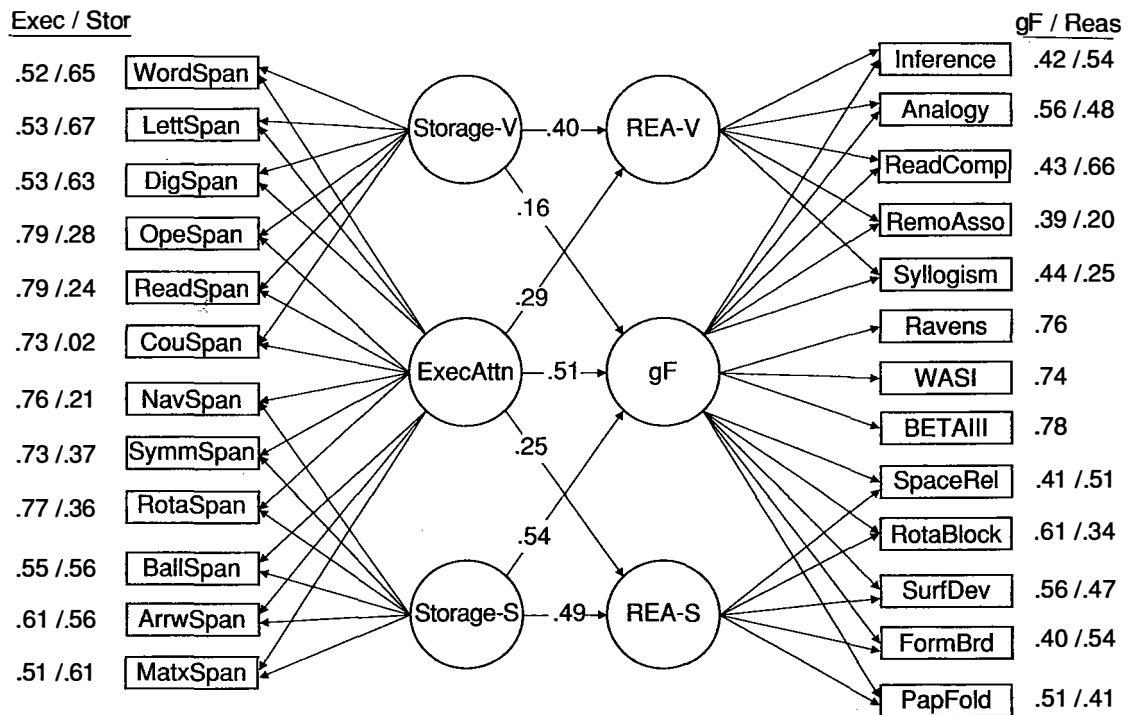 Exec / Stor
.52 /.65 WordSpan
.53 /.67 LettSpan
.53 /.63 DigSpan
.79 /.28 OpeSpan
.79 /.24 ReadSpan
.73 /.02 CouSpan
.76 /.21 NavSpan
.73 /.37 SymmSpan
.77 /.36 RotaSpan
.55 /.56 BallSpan
.61 /.56 ArrwSpan
.51 /.61 MatxSpan
Storage-V
.40
REA-V
.16
.29
ExecAttn
.51
gF
.25
.54
Storage-S
.49
REA-S
gF / Reas
Inference .42 /.54
Analogy .56 /.48
ReadComp .43 /.66
RemoAsso .39 /.20
Syllogism .44 /.25
Ravens .76
WASI .74
BETAIII .78
SpaceRel .41 /.51
RotaBlock .61 /.34
SurfDev .56 /.47
FormBrd .40 /.54
PapFold .51 /.41